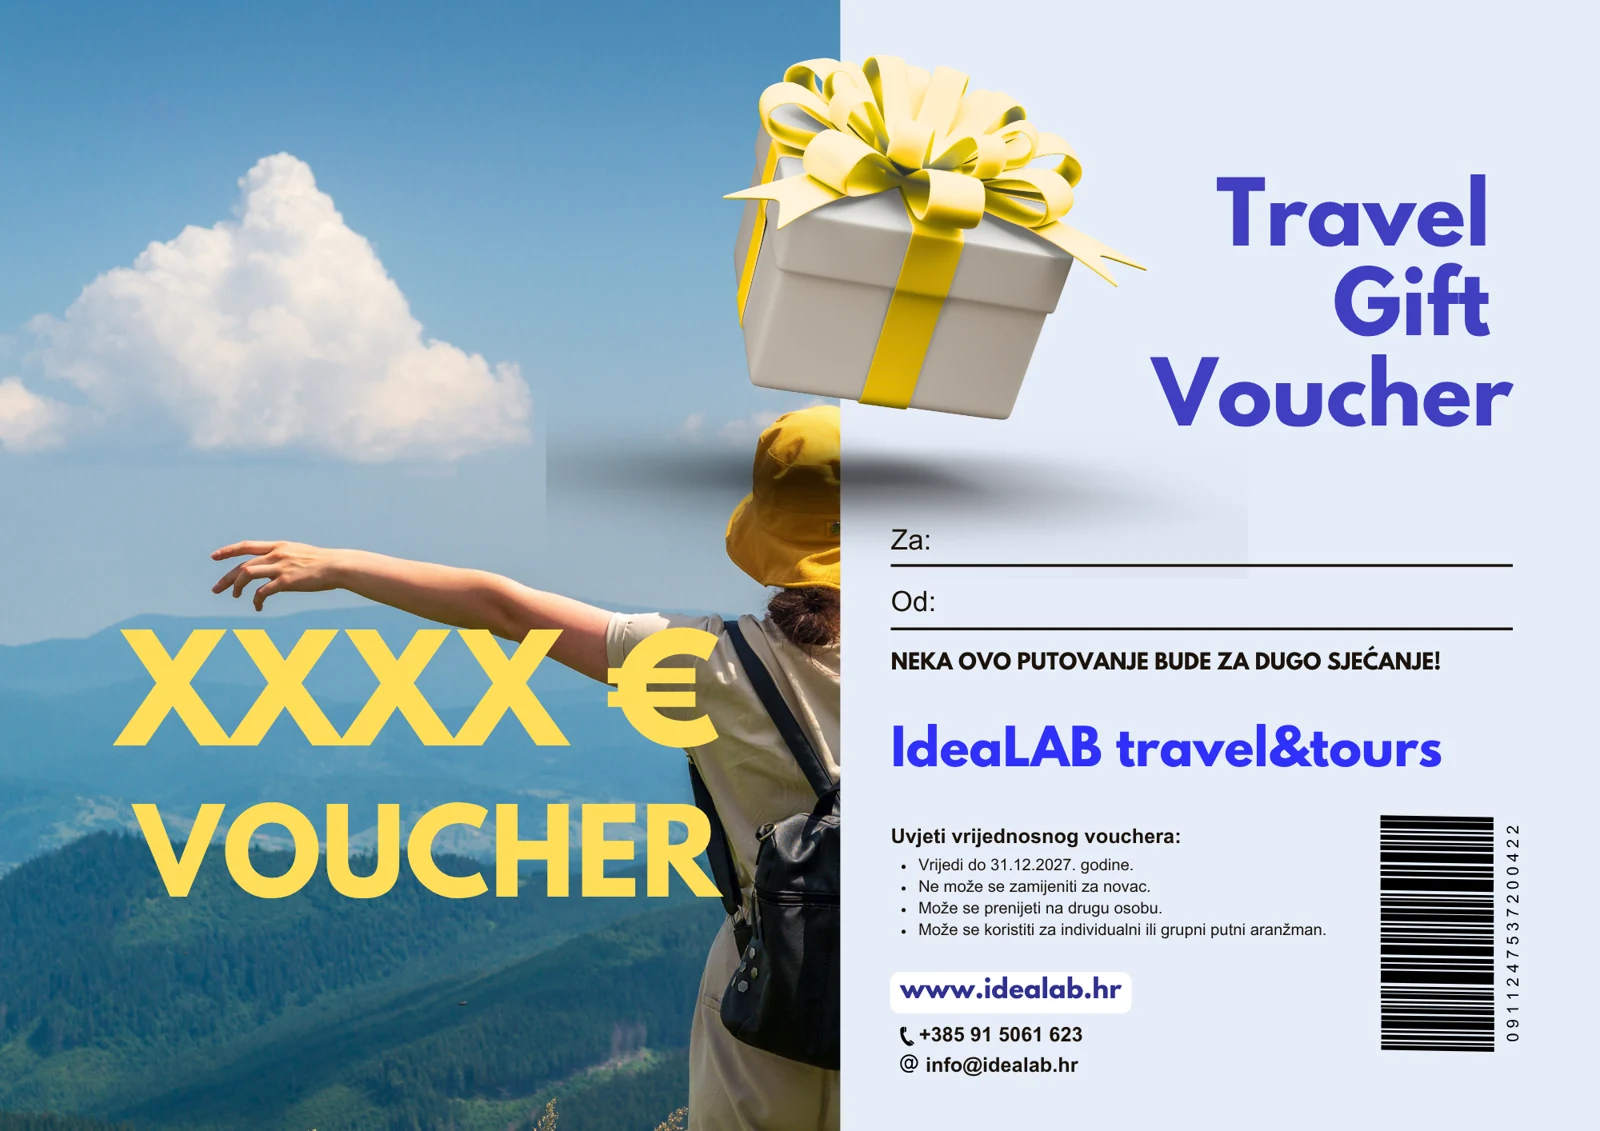 XXXX €
VOUCHER
Travel
Gift
Voucher
Za:
Od:
NEKA OVO PUTOVANJE BUDE ZA DUGO SJEĆANJE!
IdeaLAB travel&tours
Uvjeti vrijednosnog vouchera:
• Vrijedi do 31.12.2027. godine.
• Ne može se zamijeniti za novac.
• Može se prenijeti na drugu osobu.
• Može se koristiti za individualni ili grupni putni aranžman.
www.idealab.hr
+385 91 5061 623
@ info@idealab.hr
0911247537200422